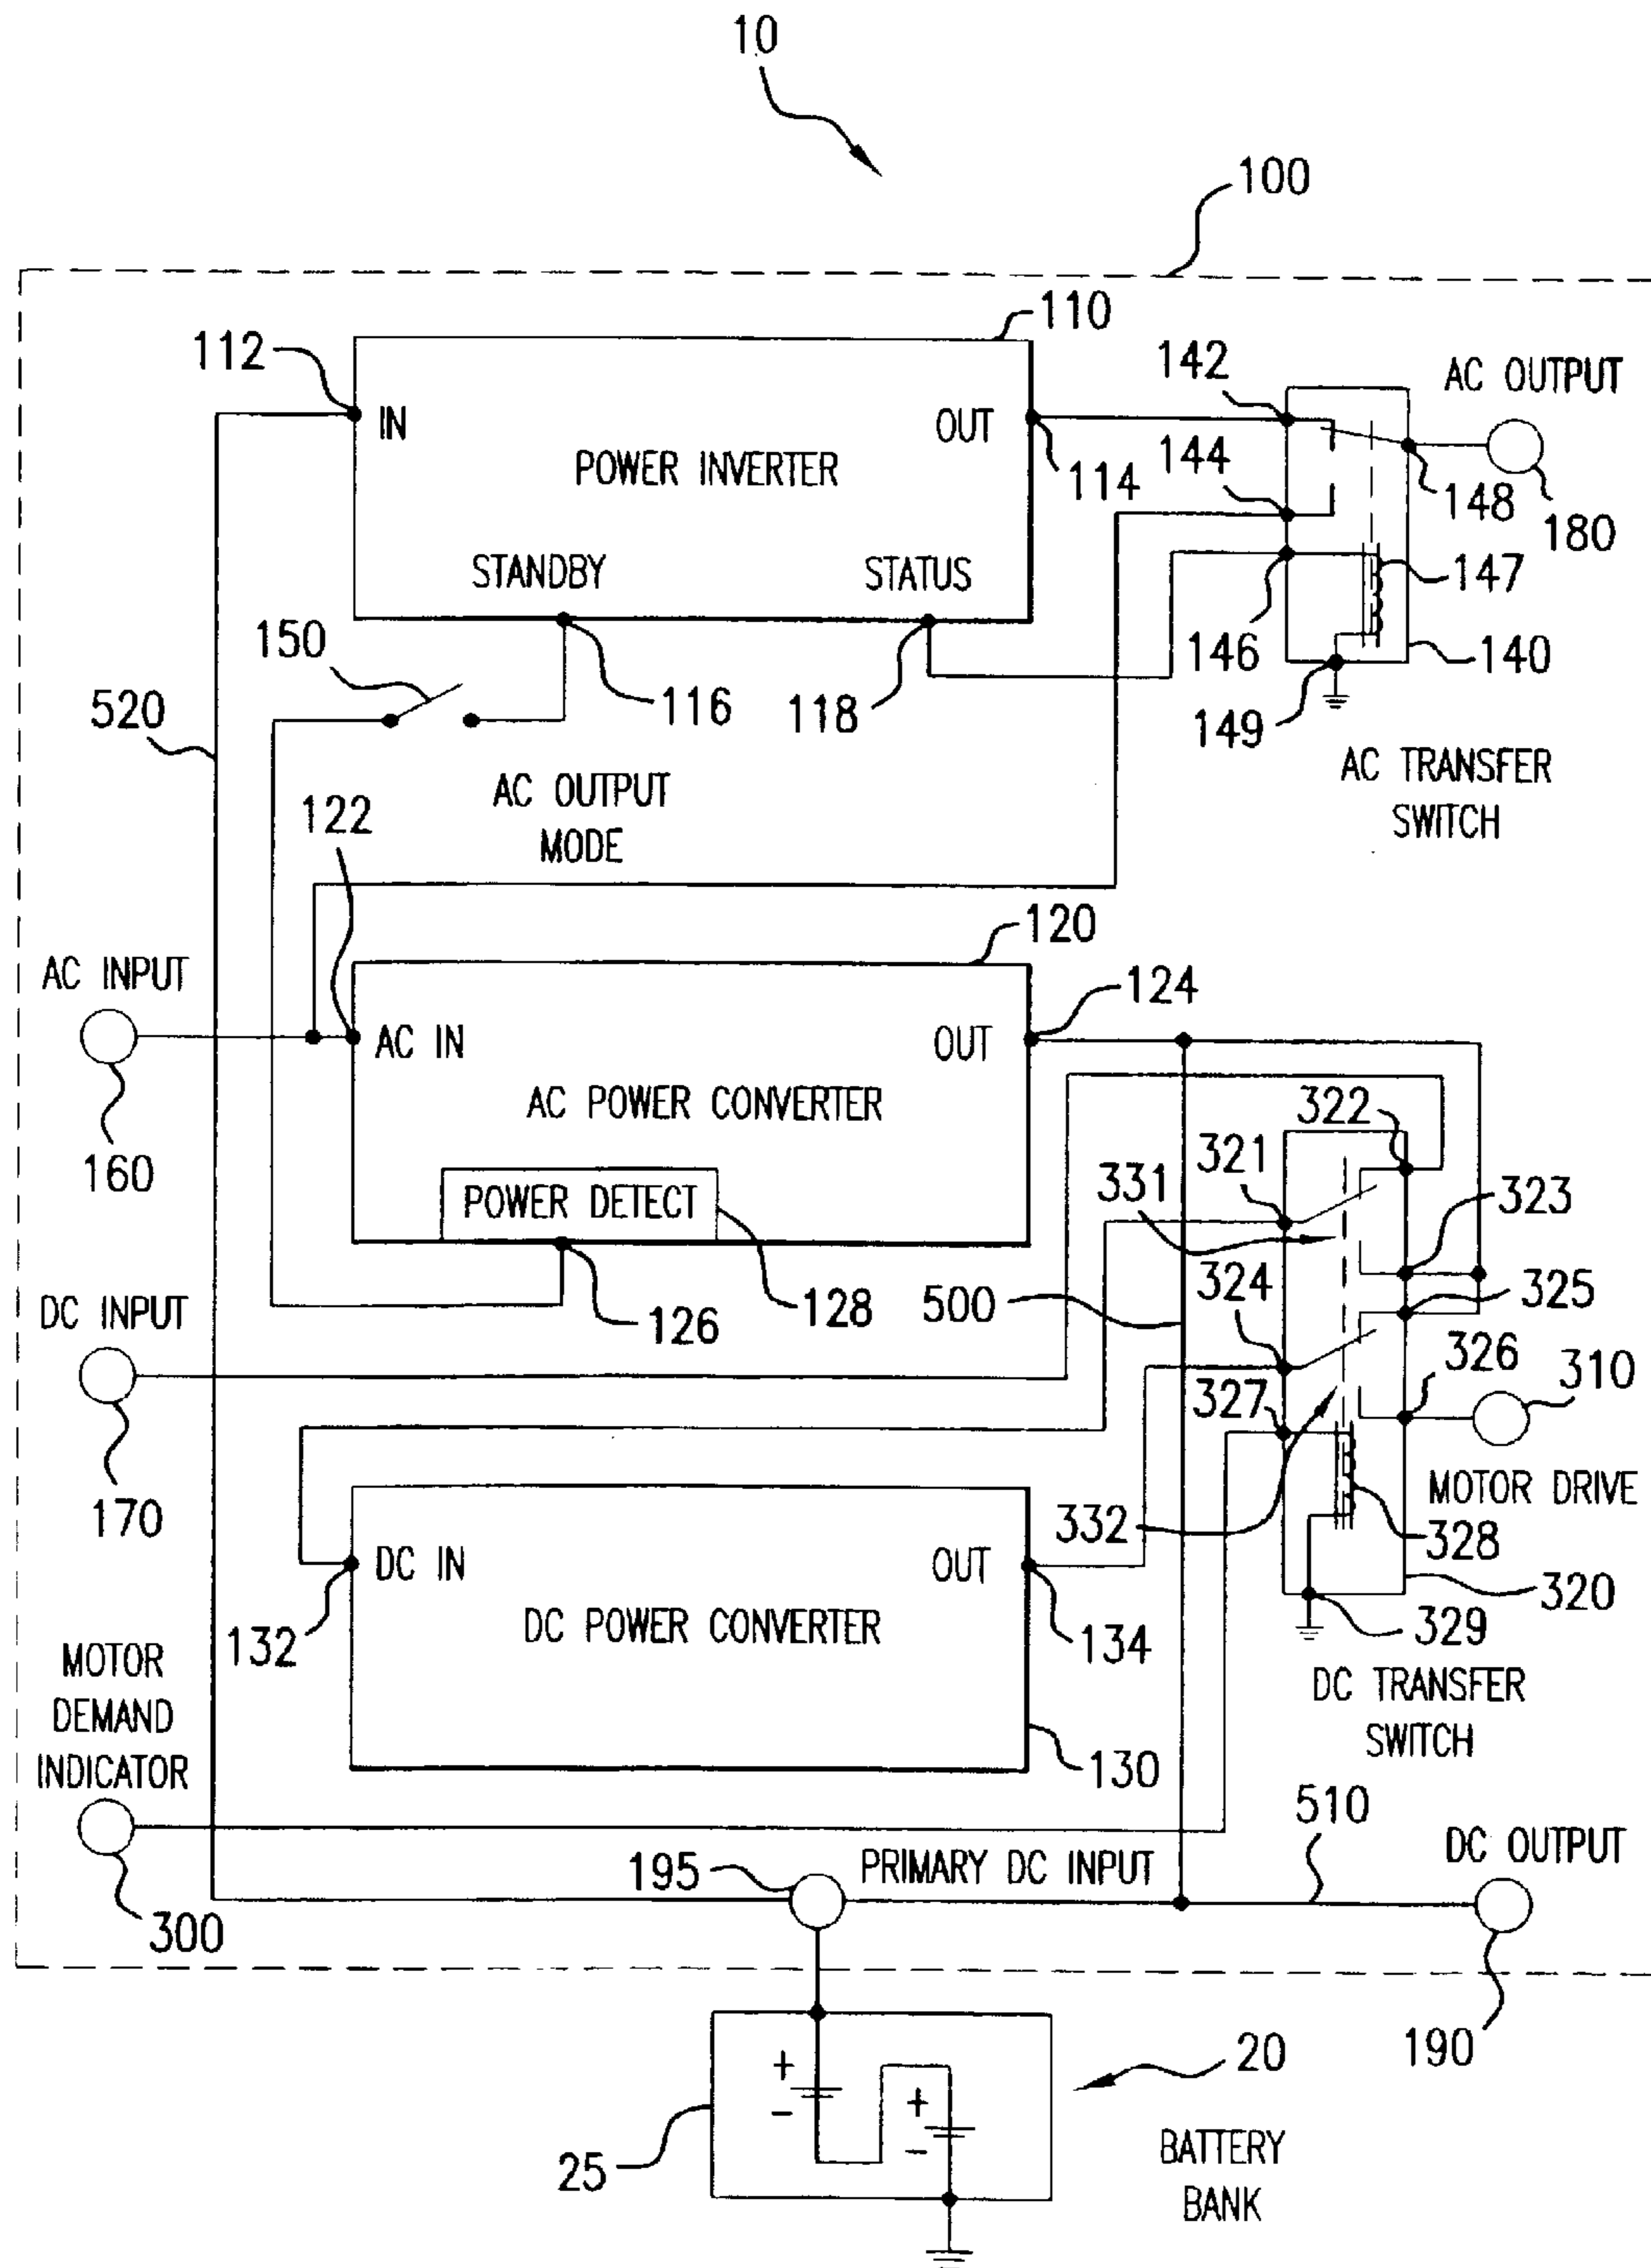 10
100
110
112
IN
OUT
POWER INVERTER
STANDBY
STATUS
114
142
144
AC OUTPUT
148
180
147
146
140
149
AC TRANSFER
SWITCH
150
116
118
520
AC OUTPUT
MODE
122
120
AC INPUT
160
AC IN
OUT
124
AC POWER CONVERTER
POWER DETECT
126
128
500
322
321
331
323
324
325
326
310
327
332
MOTOR DRIVE
328
320
329
DC TRANSFER
SWITCH
DC INPUT
170
DC IN
OUT
132
134
DC POWER CONVERTER
130
MOTOR
DEMAND
INDICATOR
300
195
PRIMARY DC INPUT
510
DC OUTPUT
190
+
-
+
-
25
20
BATTERY
BANK